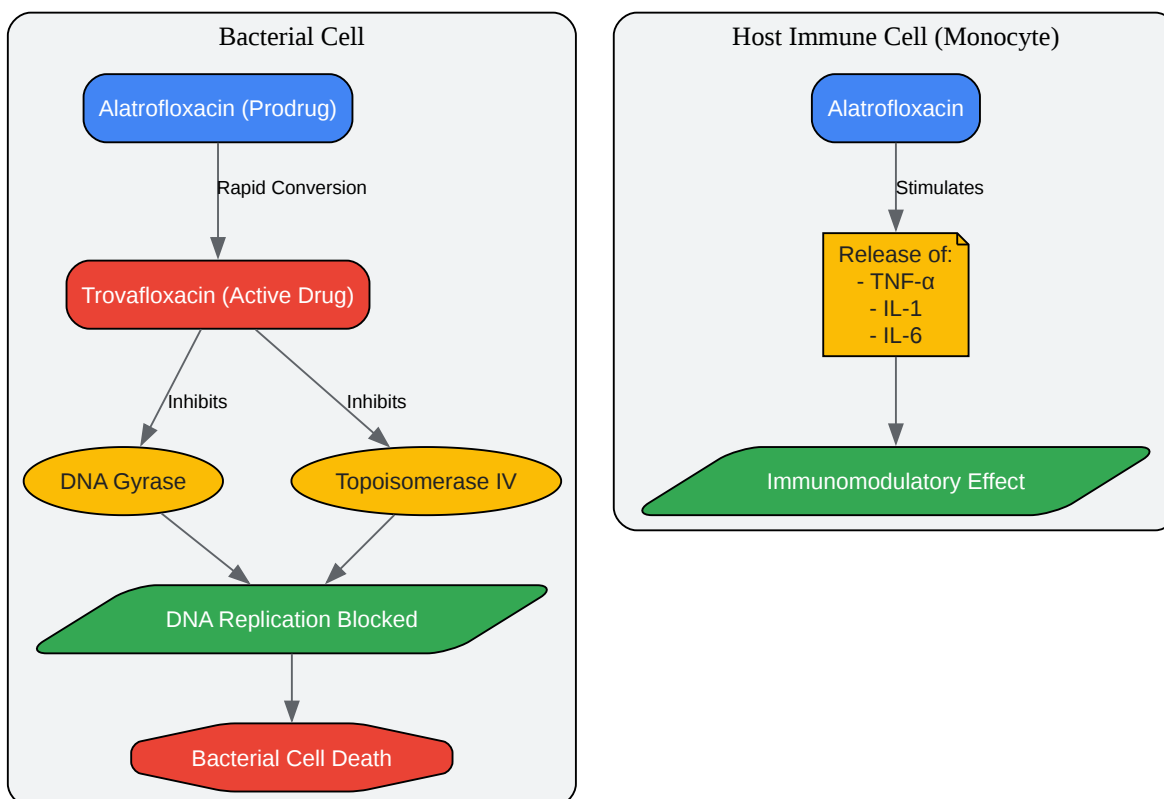 Bacterial Cell
Alatrofloxacin (Prodrug)
Rapid Conversion
Trovafloxacin (Active Drug)
Inhibits
Inhibits
DNA Gyrase
Topoisomerase IV
DNA Replication Blocked
Bacterial Cell Death
Host Immune Cell (Monocyte)
Alatrofloxacin
Stimulates
Release of:
- TNF-α
- IL-1
- IL-6
Immunomodulatory Effect